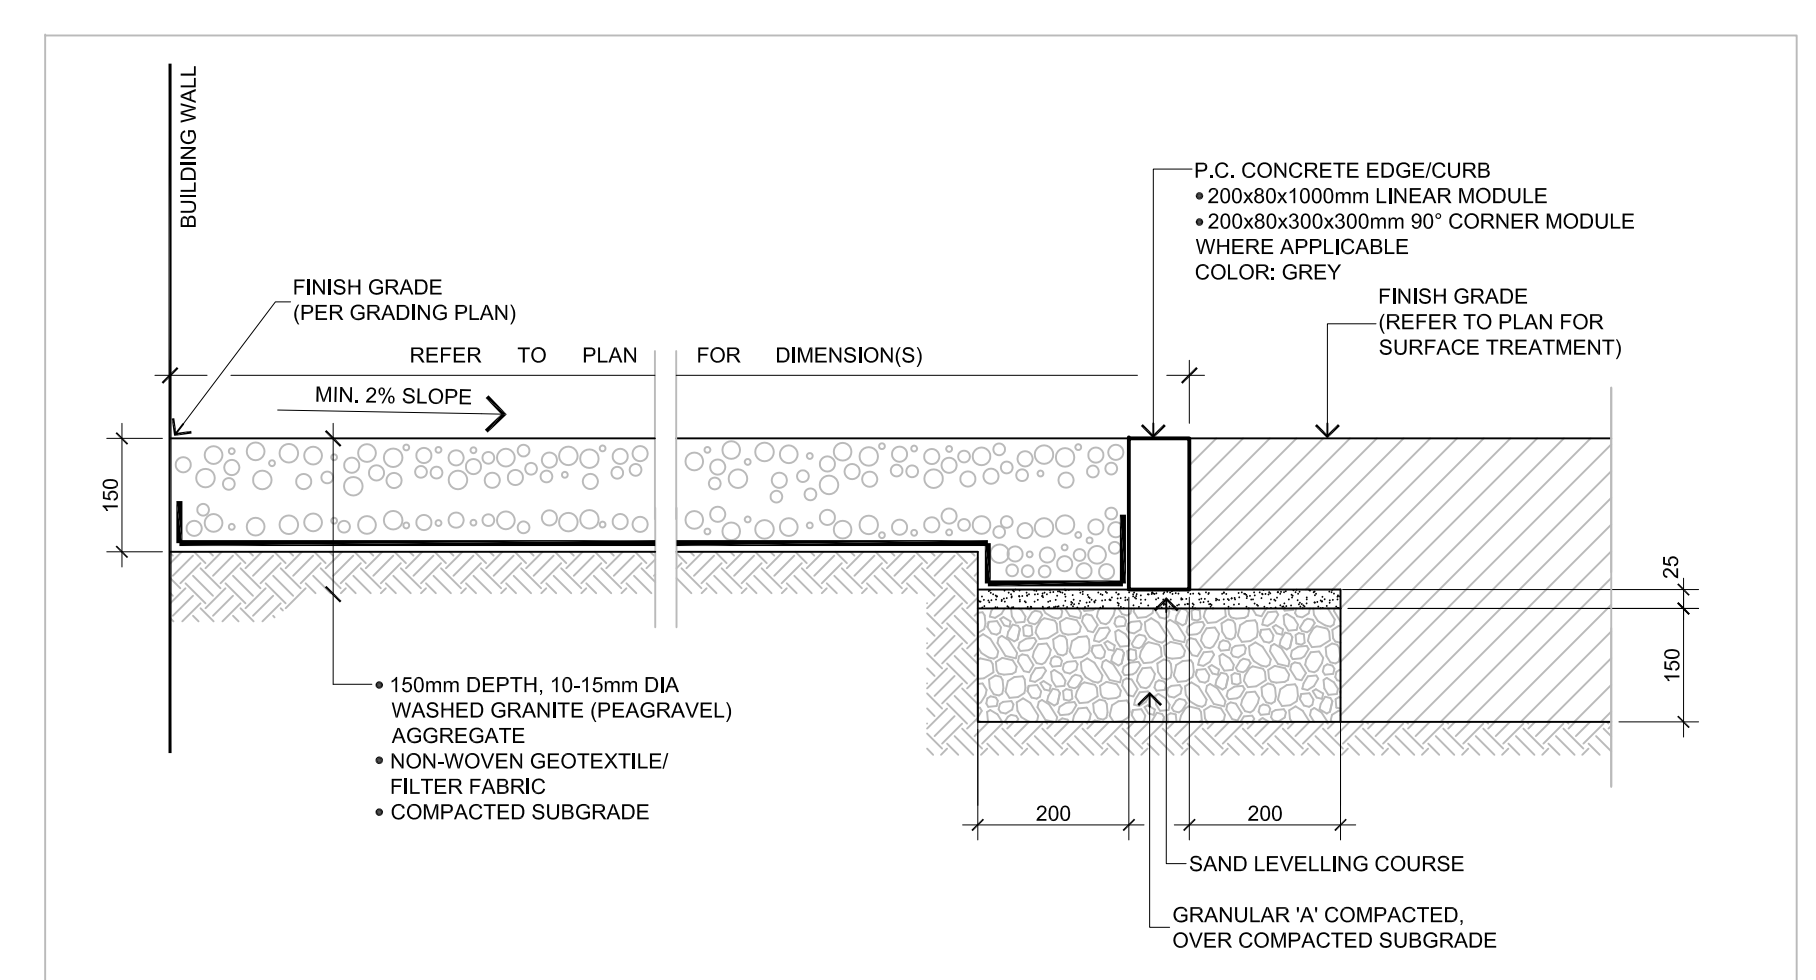 BUILDING WALL
P.C. CONCRETE EDGE/CURB
• 200x80x1000mm LINEAR MODULE
• 200x80x300x300mm 90° CORNER MODULE
WHERE APPLICABLE
COLOR: GREY
FINISH GRADE
(PER GRADING PLAN)
FINISH GRADE
(REFER TO PLAN FOR
SURFACE TREATMENT)
REFER TO PLAN FOR DIMENSION(S)
MIN. 2% SLOPE
150
25
150
• 150mm DEPTH, 10-15mm DIA
WASHED GRANITE (PEAGRAVEL)
AGGREGATE
• NON-WOVEN GEOTEXTILE/
FILTER FABRIC
• COMPACTED SUBGRADE
200
200
SAND LEVELLING COURSE
GRANULAR 'A' COMPACTED,
OVER COMPACTED SUBGRADE